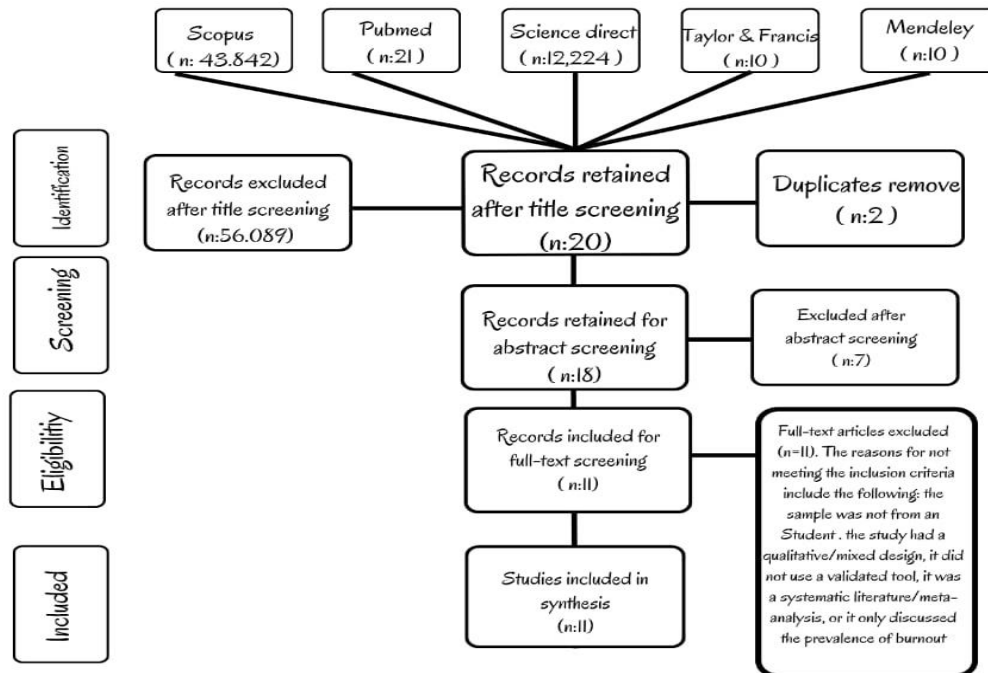 Scopus
( n: 43.842)
Pubmed
( n:21 )
Science direct
( n:12,224 )
Taylor & Francis
( n:10 )
Mendeley
( n:10 )
Identification
Records excluded
after title screening
(n:56.089)
Records retained
after title screening
(n:20)
Duplicates remove
( n:2 )
Screening
Records retained for
abstract screening
( n:18)
Excluded after
abstract screening
( n:7)
Eligibilitiy
Records included for
full-text screening
( n:11)
Full-text articles excluded
(n=11). The reasons for not
meeting the inclusion criteria
include the following: the
sample was not from an
Student . the study had a
qualitative/mixed design, it did
not use a validated tool, it was
a systematic literature/meta-
analysis, or it only discussed
the prevalence of burnout
Included
Studies included in
synthesis
(n:11)